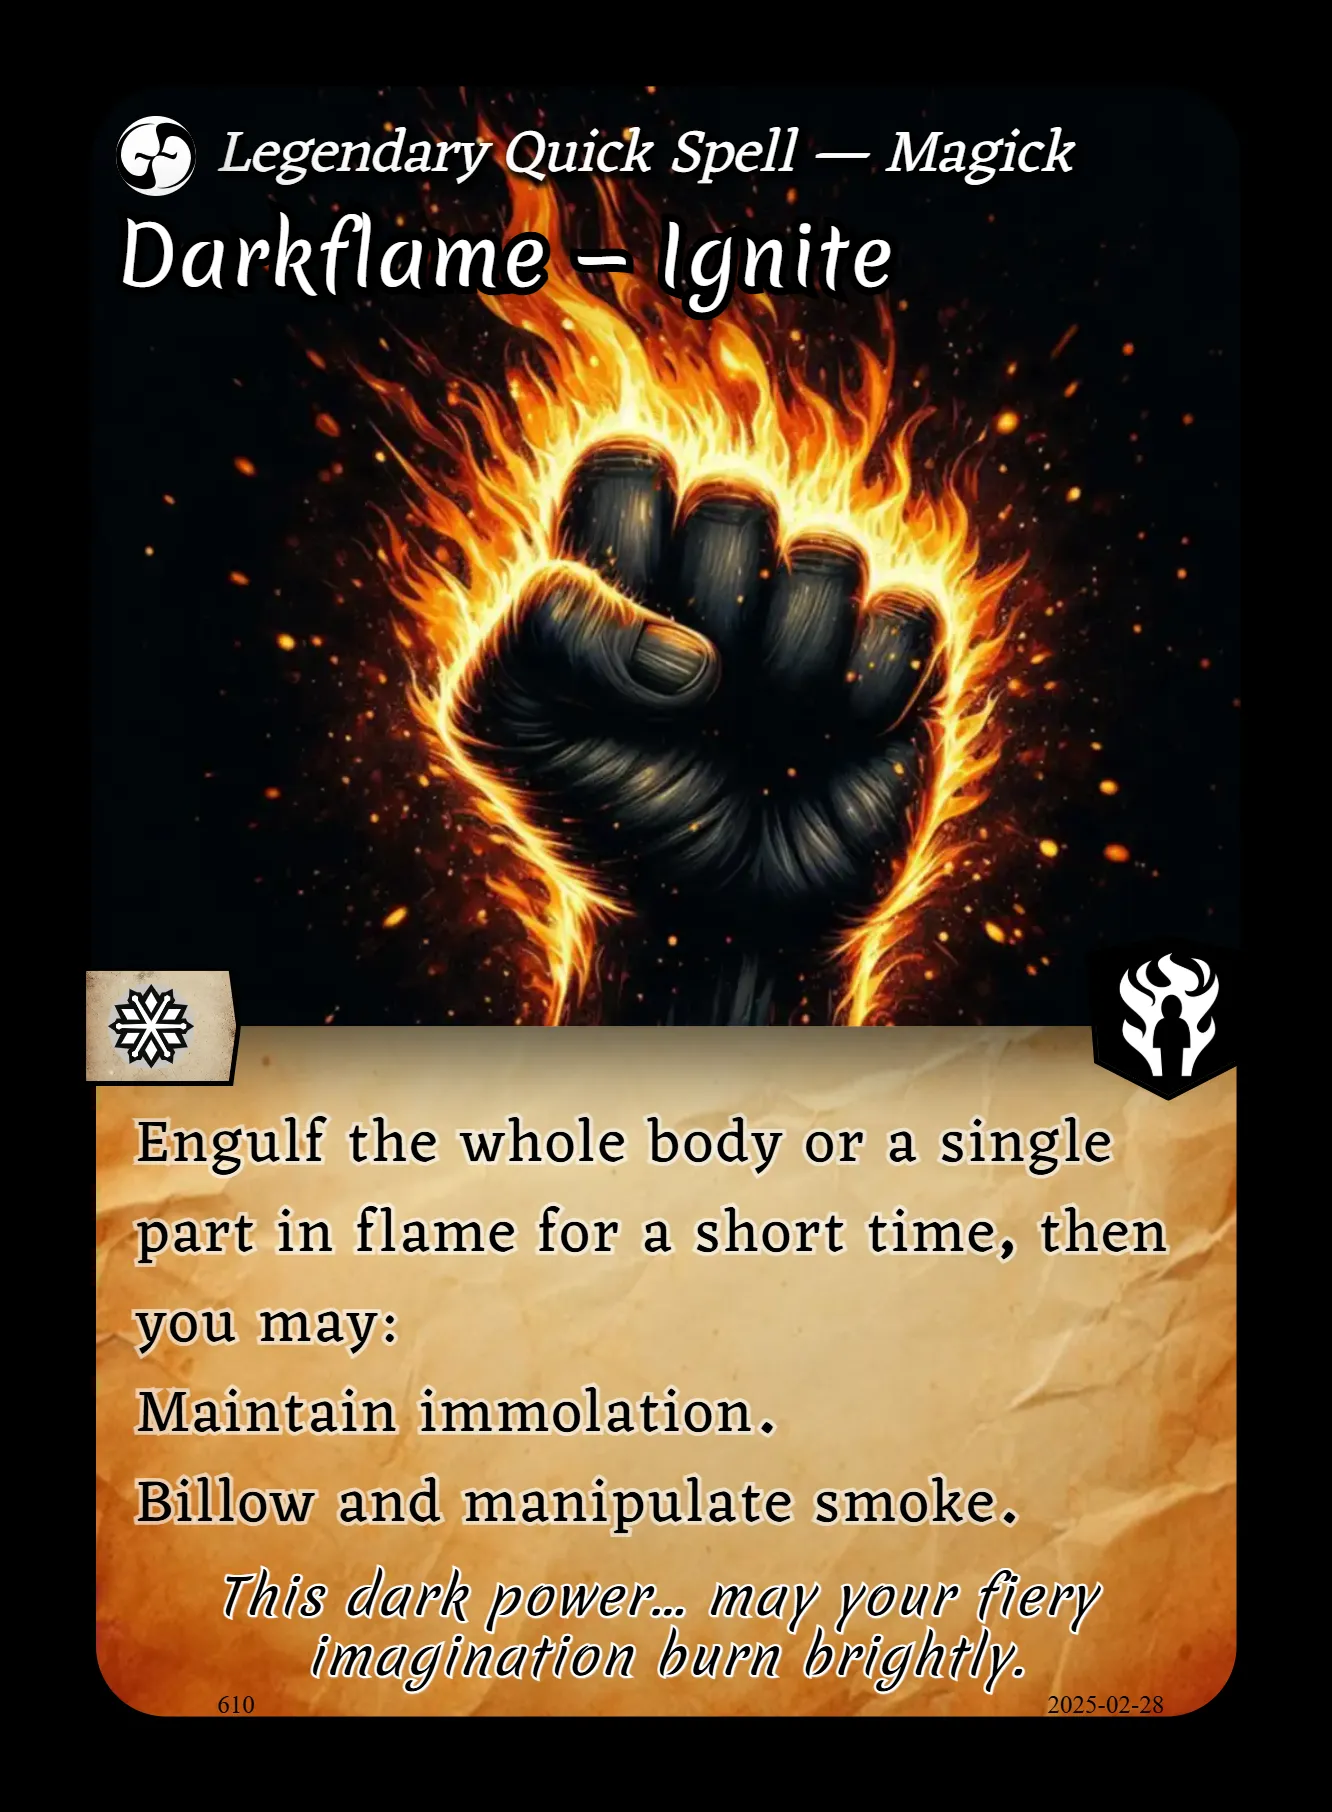 Legendary Quick Spell — Magick
Darkflame – Ignite
Engulf the whole body or a single
part in flame for a short time, then
you may:
Maintain immolation.
Billow and manipulate smoke.
This dark power... may your fiery
imagination burn brightly.
610
2025-02-28